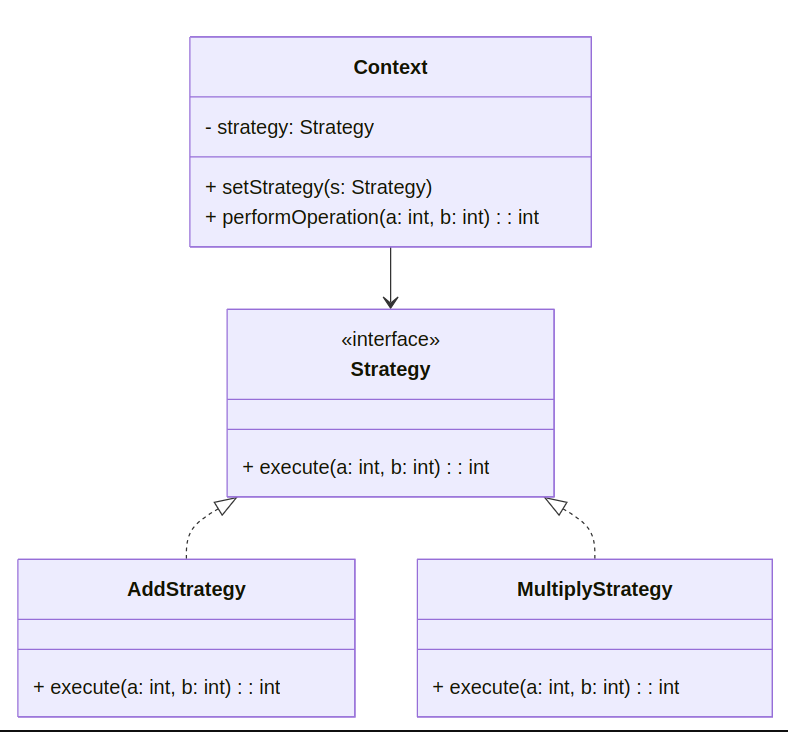 Context
- strategy: Strategy
+ setStrategy(s: Strategy)
+ performOperation(a: int, b: int) : : int
«interface»
Strategy
+ execute(a: int, b: int) : : int
AddStrategy
+ execute(a: int, b: int) : : int
MultiplyStrategy
+ execute(a: int, b: int) : : int